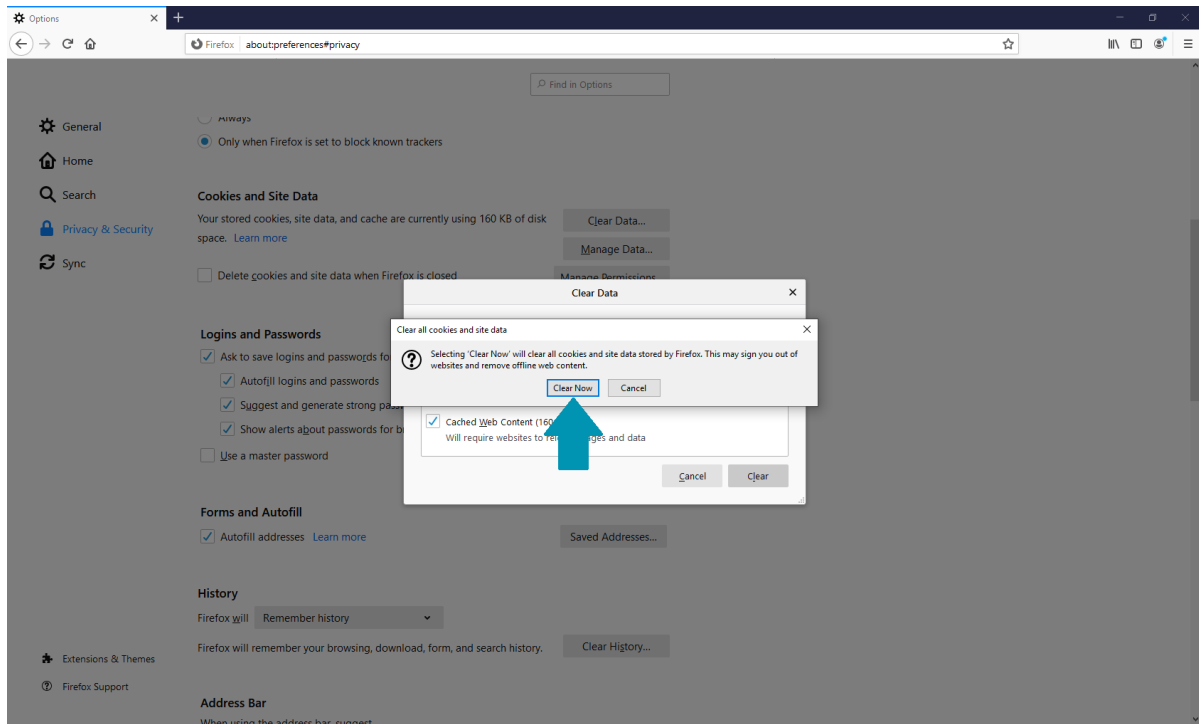 Options
Firefox about:preferences#privacy
Find in Options
General
Home
Search
Privacy & Security
Sync
Extensions & Themes
Firefox Support
Always
Only when Firefox is set to block known trackers
Cookies and Site Data
Your stored cookies, site data, and cache are currently using 160 KB of disk
space. Learn more
Clear Data...
Manage Data...
Delete cookies and site data when Firefox is closed
Manage Permissions
Logins and Passwords
Ask to save logins and passwords fo
Autofill logins and passwords
Suggest and generate strong pass
Show alerts about passwords for b
Use a master password
Clear Data
Clear all cookies and site data
Selecting 'Clear Now' will clear all cookies and site data stored by Firefox. This may sign you out of
websites and remove offline web content.
Clear Now Cancel
Cached Web Content (160
Will require websites to ges and data
Cancel Clear
Forms and Autofill
Autofill addresses Learn more
Saved Addresses...
History
Firefox will Remember history
Firefox will remember your browsing, download, form, and search history.
Clear History...
Address Bar
When using the address bar, suggest